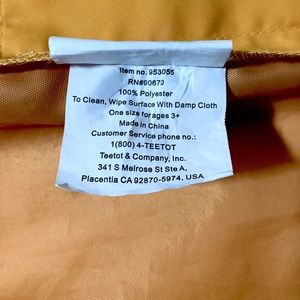 Item no. 953055
RN#90670
100% Polyester
To Clean, Wipe Surface With Damp Cloth
One size for ages 3+
Made in China
Customer Service phone no.:
1(800) 4-TEETOT
Teetot & Company, Inc.
341 S Melrose St Ste A,
Placentia CA 92870-5974, USA